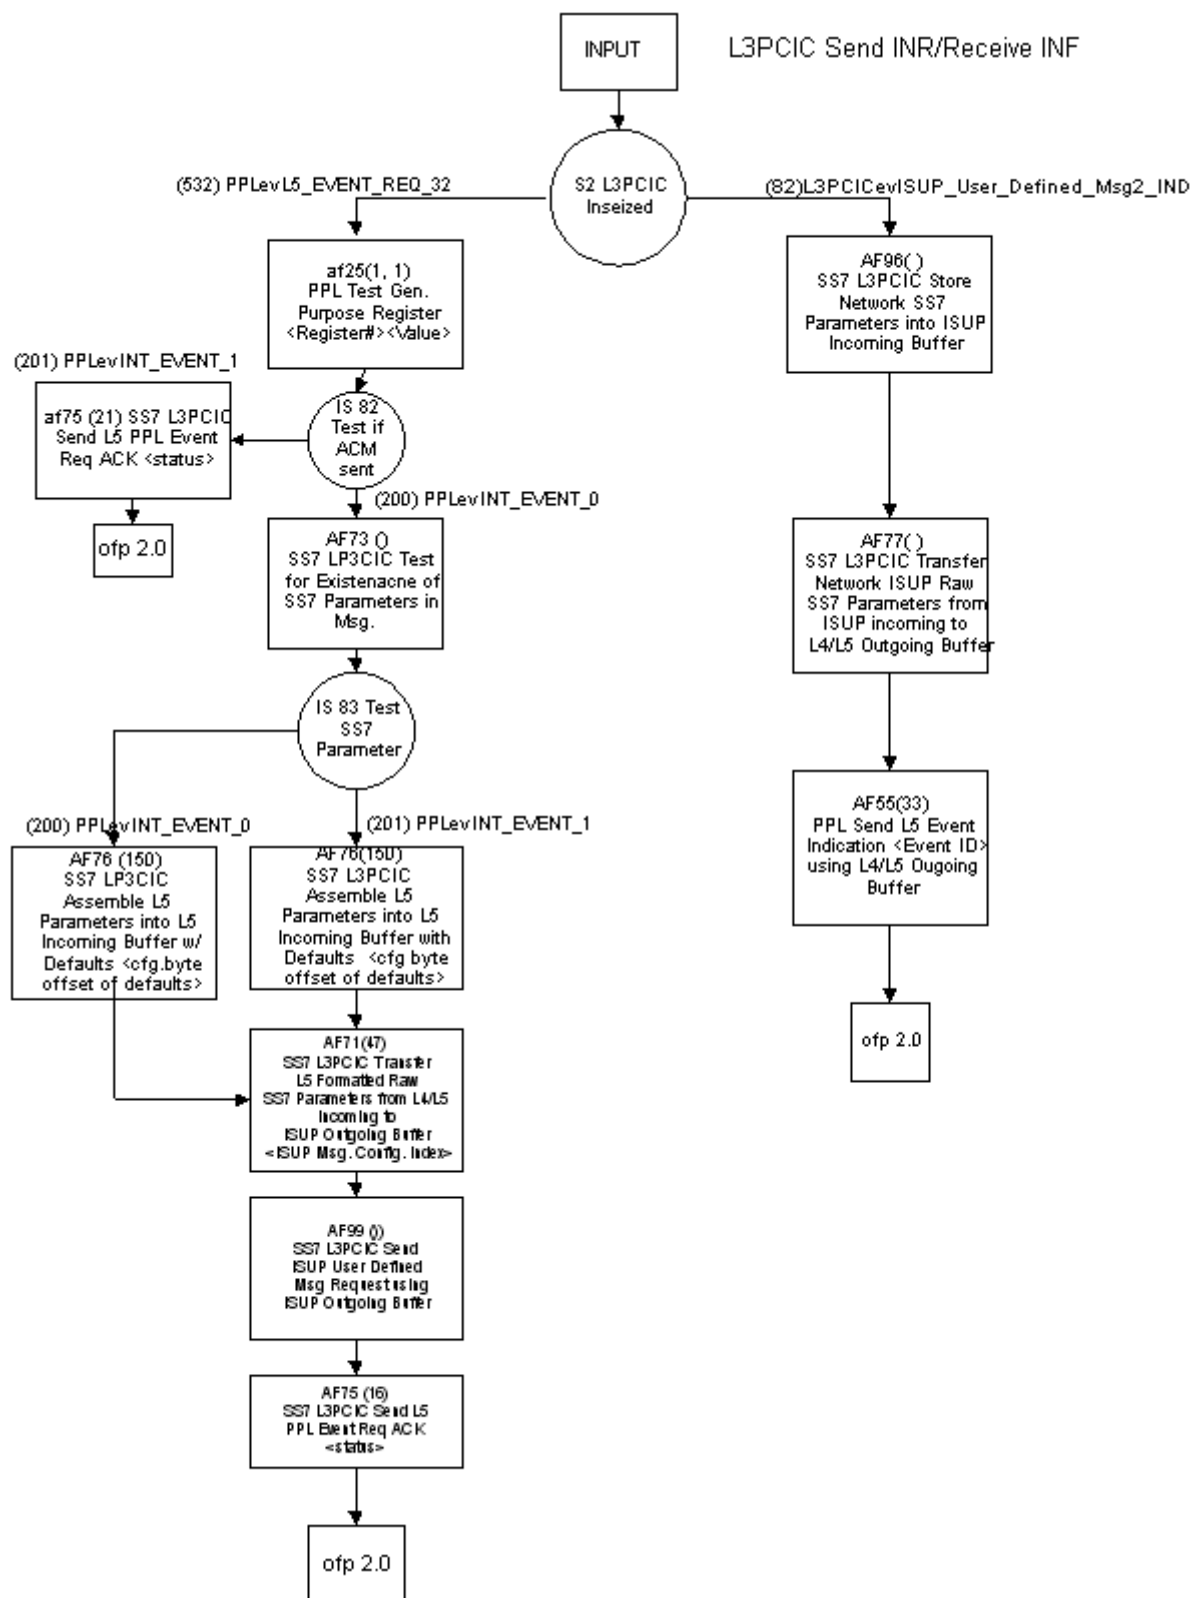 INPUT
L3PCIC Send INR/Receive INF
S2 L3PCIC
Inseized
(532) PPLevL5_EVENT_REQ_32
(82)L3PCICevISUP_User_Defined_Msg2_IND
af25(1, 1)
PPL Test Gen.
Purpose Register
<Register#><Value>
AF96( )
SS7 L3PCIC Store
Network SS7
Parameters into ISUP
Incoming Buffer
(201) PPLevINT_EVENT_1
af75 (21) SS7 L3PCIC
Send L5 PPL Event
Req ACK <status>
IS 82
Test if
ACM
sent
ofp 2.0
(200) PPLevINT_EVENT_0
AF73 ()
SS7 LP3CIC Test
for Existenacne of
SS7 Parameters in
Msg.
AF77( )
SS7 L3PCIC Transfer
Network ISUP Raw
SS7 Parameters from
ISUP incoming to
L4/L5 Outgoing Buffer
IS 83 Test
SS7
Parameter
AF55(33)
PPL Send L5 Event
Indication <Event ID>
using L4/L5 Ougoing
Buffer
(200) PPLevINT_EVENT_0
(201) PPLevINT_EVENT_1
AF76 (150)
SS7 LP3CIC
Assemble L5
Parameters into L5
Incoming Buffer w/
Defaults <cfg.byte
offset of defaults>
AF76(150)
SS7 L3PCIC
Assemble L5
Parameters into L5
Incoming Buffer with
Defaults <cfg byte
offset of defaults>
ofp 2.0
AF71(47)
SS7 L3PCIC Transfer
L5 Formatted Raw
SS7 Parameters from L4/L5
Incoming to
ISUP Outgoing Buffer
<ISUP Msg. Config. Index>
AF99 ()
SS7 L3PCIC Send
ISUP User Defined
Msg Request using
ISUP Outgoing Buffer
AF75 (16)
SS7 L3PCIC Send L5
PPL Event Req ACK
<status>
ofp 2.0